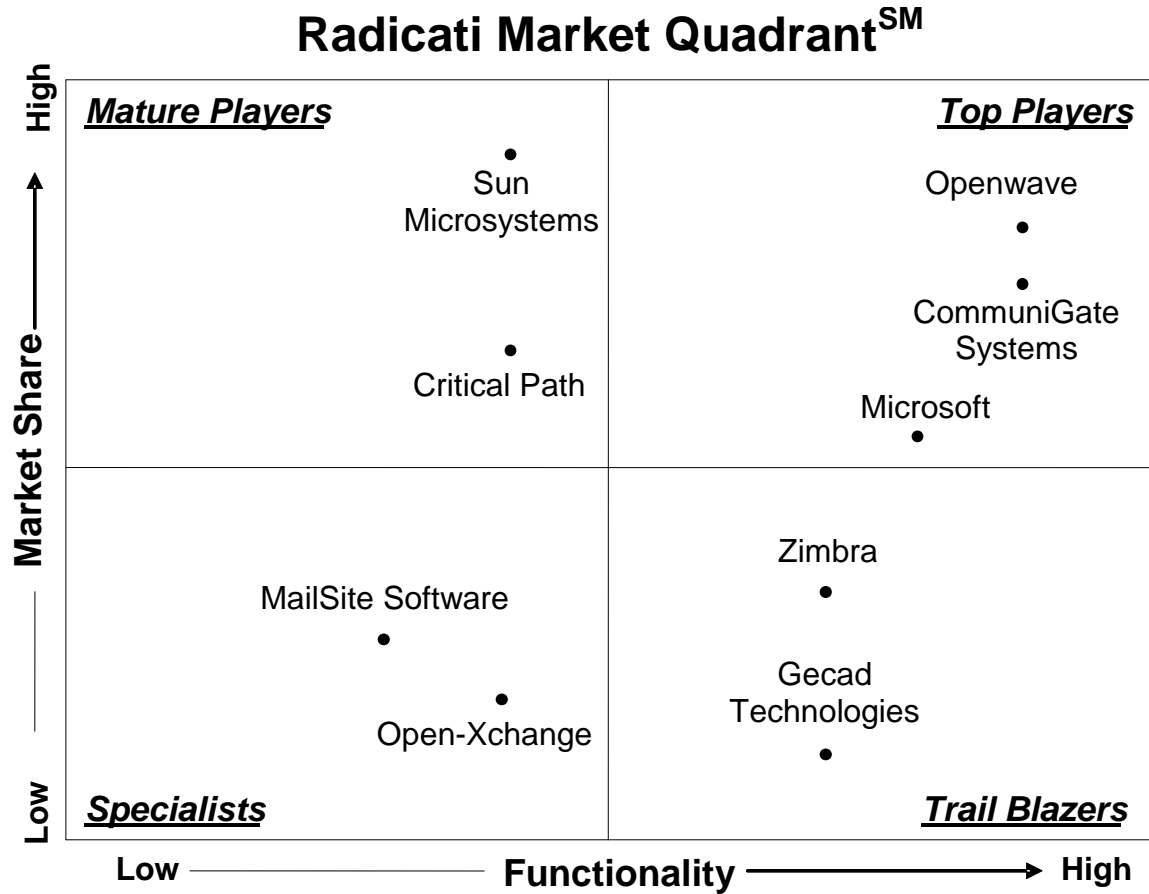 Radicati Market Quadrant SM
High
Mature Players
Top Players
Sun
Microsystems
Openwave
CommuniGate
Systems
Critical Path
Microsoft
Market Share
Zimbra
MailSite Software
Gecad
Technologies
Open-Xchange
Low
Specialists
Trail Blazers
Low
Functionality
High